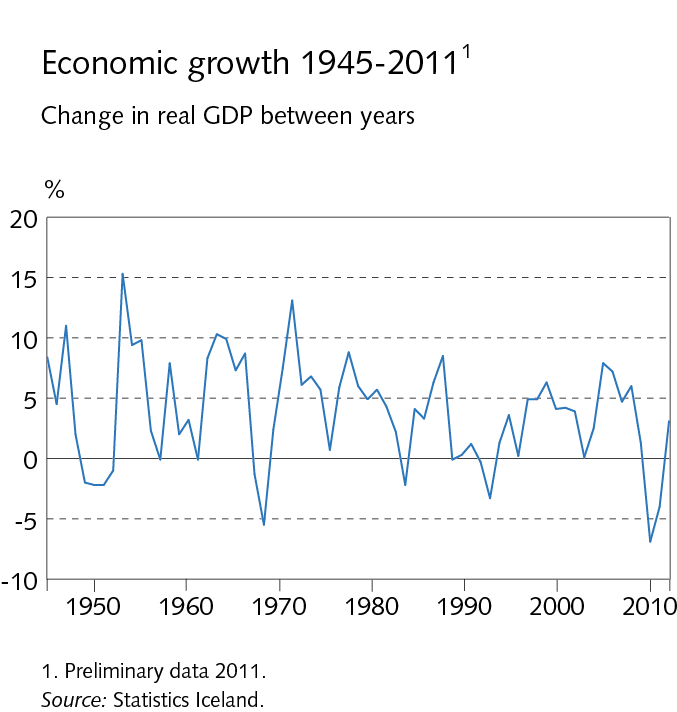 Economic growth 1945-2011¹
Change in real GDP between years
%
20
15
10
5
0
-5
-10
1950 1960 1970 1980 1990 2000 2010
1. Preliminary data 2011.
Source: Statistics Iceland.